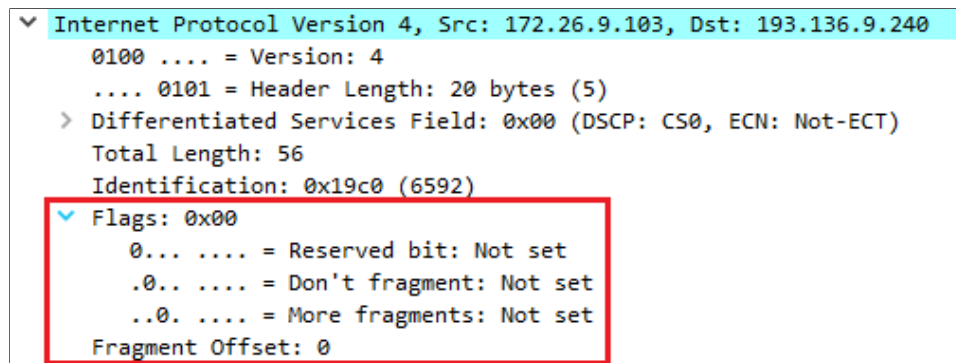 Internet Protocol Version 4, Src: 172.26.9.103, Dst: 193.136.9.240
0100 .... = Version: 4
.... 0101 = Header Length: 20 bytes (5)
Differentiated Services Field: 0x00 (DSCP: CS0, ECN: Not-ECT)
Total Length: 56
Identification: 0x19c0 (6592)
Flags: 0x00
0... .... = Reserved bit: Not set
.0.. .... = Don't fragment: Not set
..0. .... = More fragments: Not set
Fragment Offset: 0